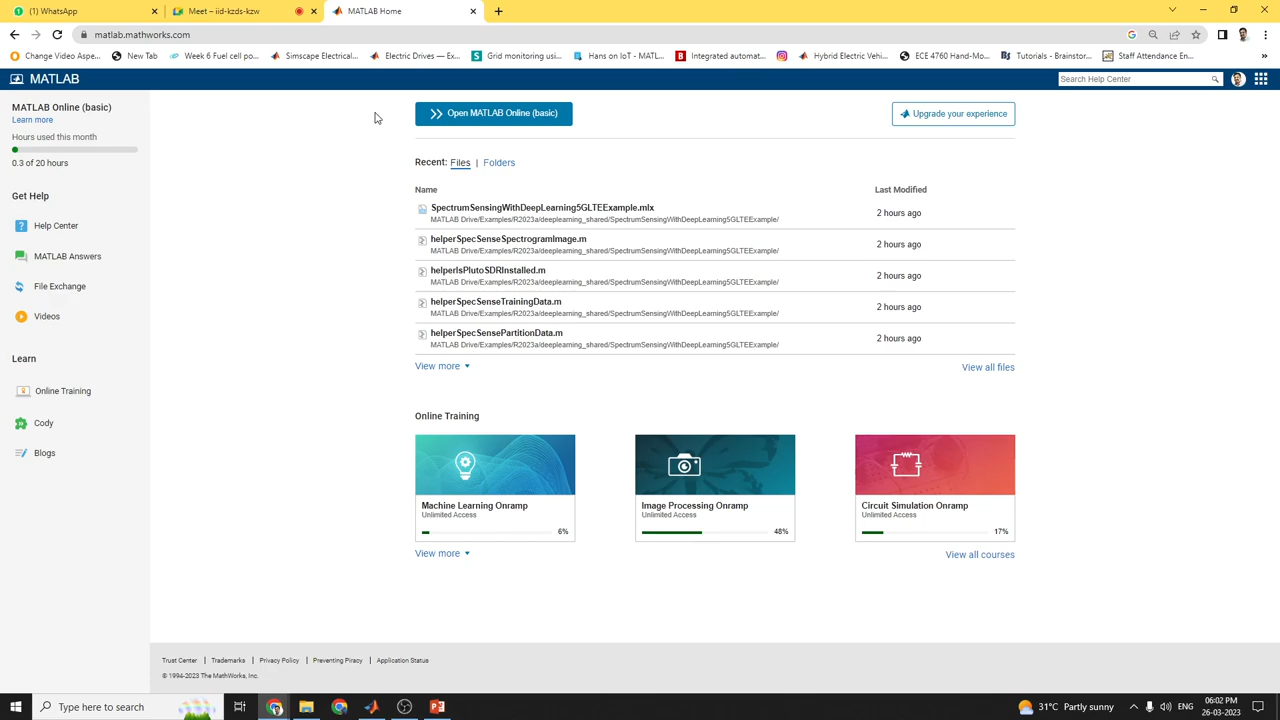 (1) WhatsApp
Meet – iid-kzds-kzw
MATLAB Home
matlab.mathworks.com
Change Video Aspe...
New Tab
Week 6 Fuel cell po...
Simscape Electrical...
Electric Drives — Ex...
Grid monitoring usi...
Hans on IoT - MATL...
Integrated automat...
Hybrid Electric Vehi...
ECE 4760 Hand-Mo...
Tutorials - Brainstor...
Staff Attendance En...
»
MATLAB
Search Help Center
MATLAB Online (basic)
Learn more
Hours used this month
0.3 of 20 hours
Get Help
Help Center
MATLAB Answers
File Exchange
Videos
Learn
Online Training
Cody
Blogs
Open MATLAB Online (basic)
Upgrade your experience
Recent: Files | Folders
Name
Last Modified
SpectrumSensingWithDeepLearning5GLTEExample.mlx
MATLAB Drive/Examples/R2023a/deeplearning_shared/SpectrumSensingWithDeepLearning5GLTEExample/
2 hours ago
helperSpecSenseSpectrogramImage.m
MATLAB Drive/Examples/R2023a/deeplearning_shared/SpectrumSensingWithDeepLearning5GLTEExample/
2 hours ago
helperIsPlutoSDRInstalled.m
MATLAB Drive/Examples/R2023a/deeplearning_shared/SpectrumSensingWithDeepLearning5GLTEExample/
2 hours ago
helperSpecSenseTrainingData.m
MATLAB Drive/Examples/R2023a/deeplearning_shared/SpectrumSensingWithDeepLearning5GLTEExample/
2 hours ago
helperSpecSensePartitionData.m
MATLAB Drive/Examples/R2023a/deeplearning_shared/SpectrumSensingWithDeepLearning5GLTEExample/
2 hours ago
View more
View all files
Online Training
Machine Learning Onramp
Unlimited Access
6%
Image Processing Onramp
Unlimited Access
48%
Circuit Simulation Onramp
Unlimited Access
17%
View more
View all courses
Trust Center | Trademarks | Privacy Policy | Preventing Piracy | Application Status
© 1994-2023 The MathWorks, Inc.
Type here to search
31°C Partly sunny
ENG
06:02 PM
26-03-2023